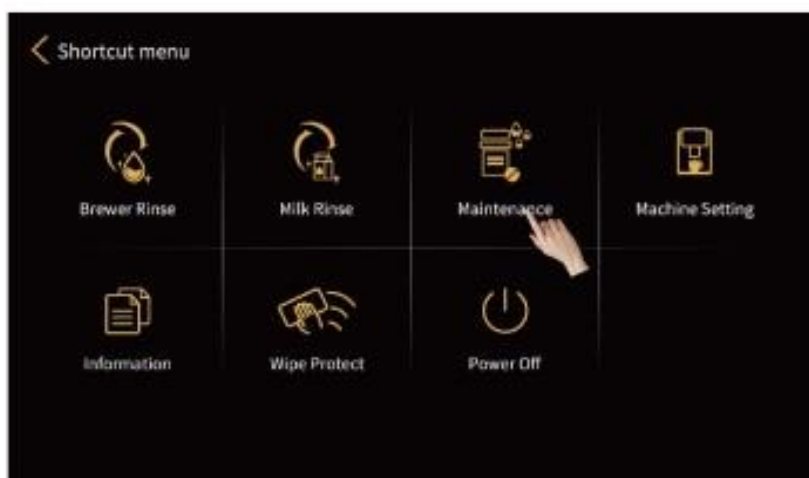 Shortcut menu
Brewer Rinse
Milk Rinse
Maintenance
Machine Setting
Information
Wipe Protect
Power Off